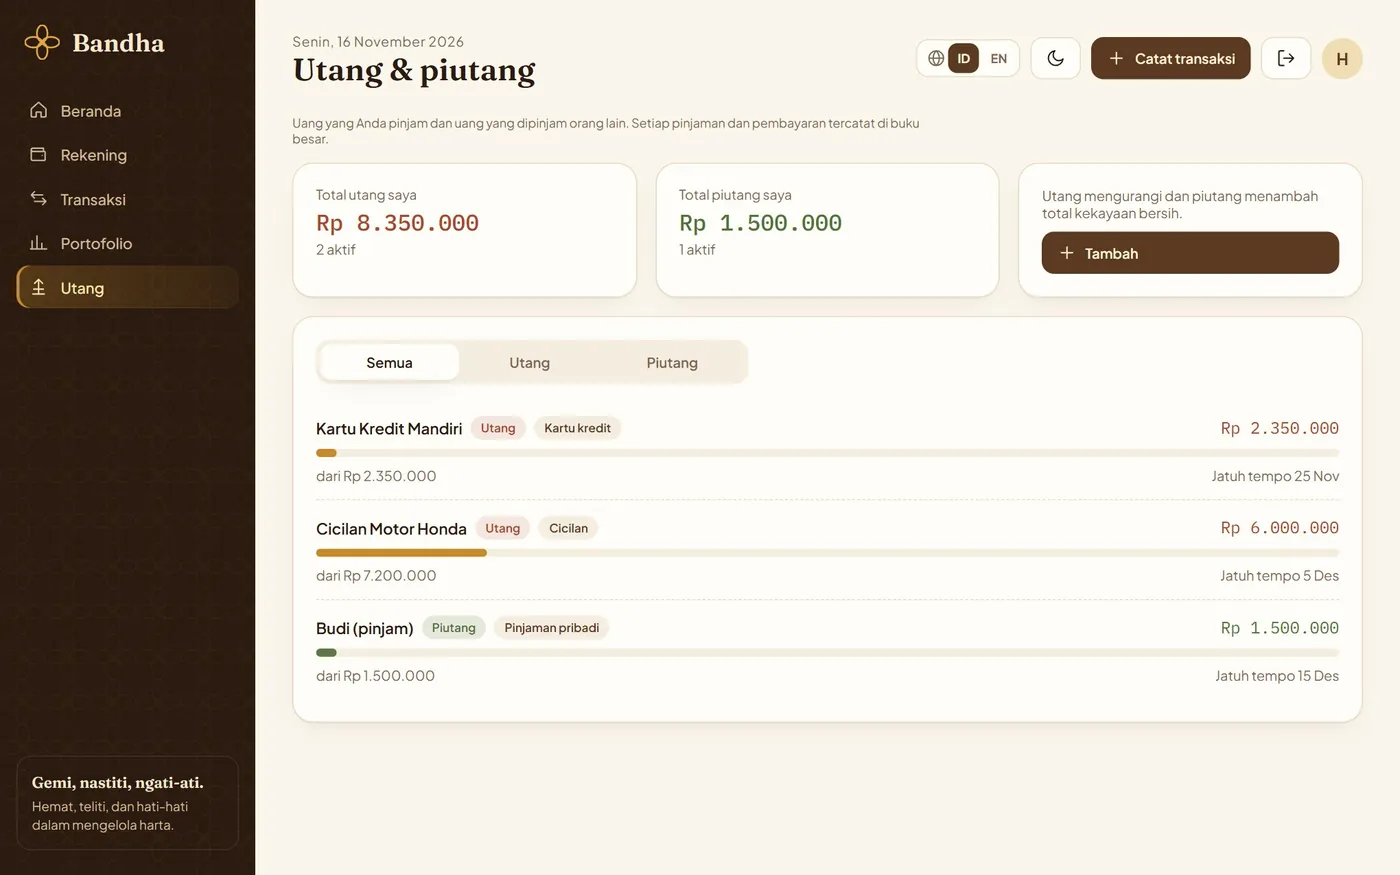 Bandha
Beranda
Rekening
Transaksi
Portofolio
Utang
Gemi, nastiti, ngati-ati.
Hemat, teliti, dan hati-hati
dalam mengelola harta.
Senin, 16 November 2026
Utang & piutang
ID
EN
Catat transaksi
H
Uang yang Anda pinjam dan uang yang dipinjam orang lain. Setiap pinjaman dan pembayaran tercatat di buku
besar.
Total utang saya
Rp 8.350.000
2 aktif
Total piutang saya
Rp 1.500.000
1 aktif
Utang mengurangi dan piutang menambah
total kekayaan bersih.
Tambah
Semua
Utang
Piutang
Kartu Kredit Mandiri
Utang
Kartu kredit
Rp 2.350.000
dari Rp 2.350.000
Jatuh tempo 25 Nov
Cicilan Motor Honda
Utang
Cicilan
Rp 6.000.000
dari Rp 7.200.000
Jatuh tempo 5 Des
Budi (pinjam)
Piutang
Pinjaman pribadi
Rp 1.500.000
dari Rp 1.500.000
Jatuh tempo 15 Des